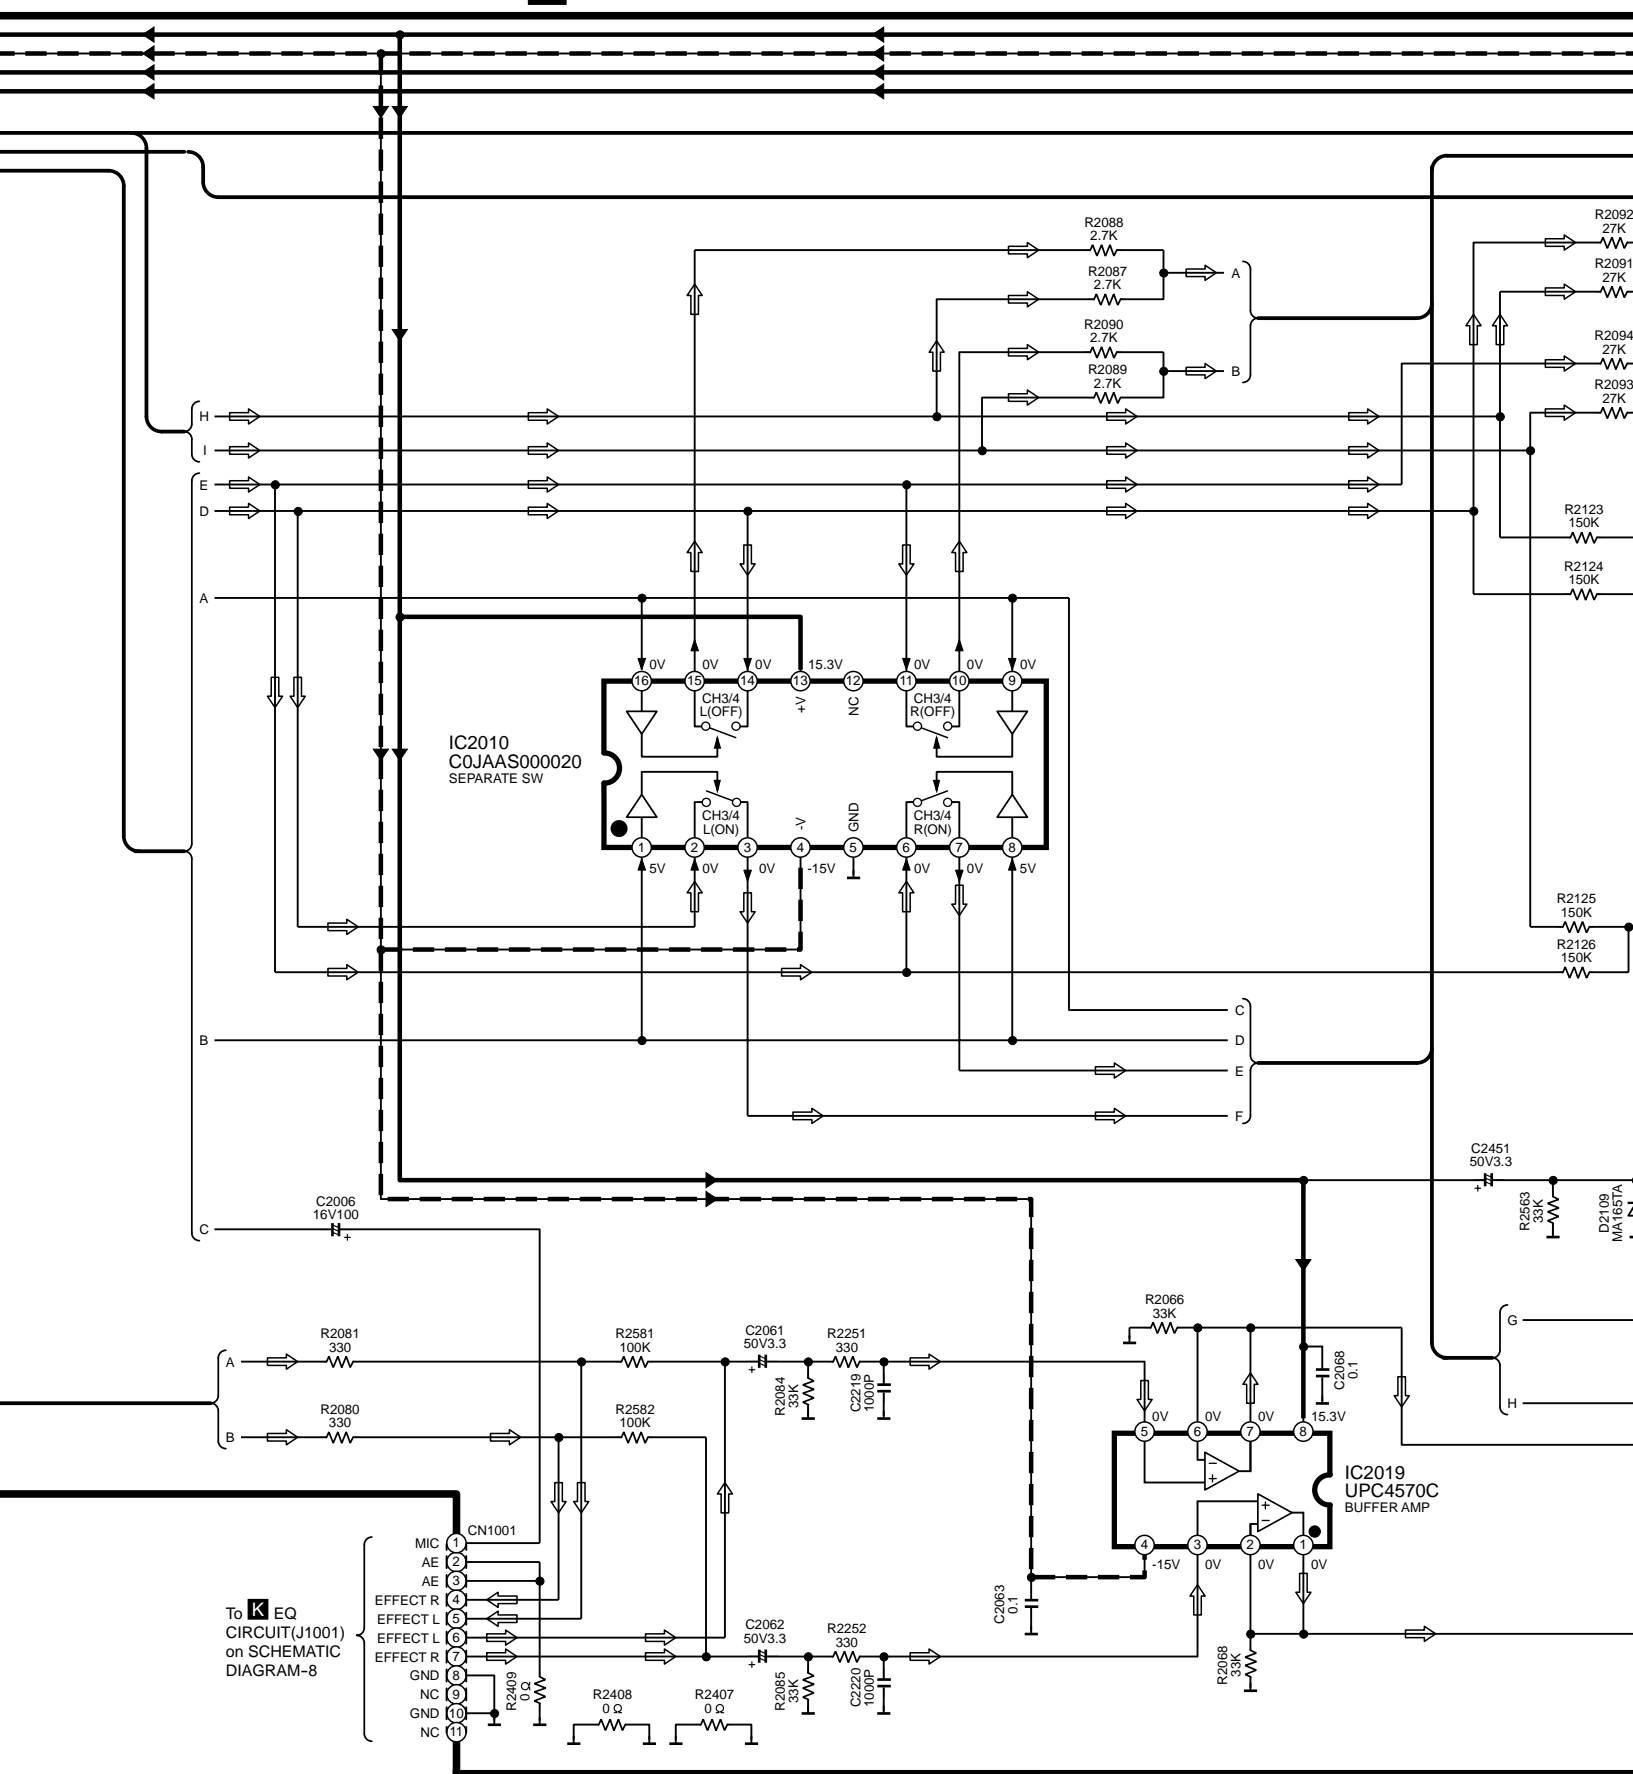 R2088
2.7K
R2087
2.7K
A
R2090
2.7K
R2089
2.7K
B
R2092
27K
R2091
27K
R2094
27K
R2093
27K
H
I
E
D
A
R2123
150K
R2124
150K
0V 0V 0V 15.3V 0V 0V 0V
16 15 14 13 12 11 10 9
CH3/4
L(OFF)
+V
NC
CH3/4
R(OFF)
IC2010
C0JAAS000020
SEPARATE SW
CH3/4
L(ON)
-V
GND
CH3/4
R(ON)
1 2 3 4 5 6 7 8
5V 0V 0V -15V 0V 0V 5V
R2125
150K
R2126
150K
C
B
D
E
F
C2451
50V3.3
+
R2563
33K
D2109
MA165TA
C2006
16V100
+
C
R2066
33K
C2068
0.1
G
H
A
R2081
330
R2581
100K
C2061
50V3.3
+
R2251
330
R2084
33K
C2219
1000P
B
R2080
330
R2582
100K
0V 0V 0V 15.3V
5 6 7 8
−
+
+
−
IC2019
UPC4570C
BUFFER AMP
4 3 2 1
-15V 0V 0V 0V
C2063
0.1
R2068
33K
CN1001
MIC 1
AE 2
AE 3
EFFECT R 4
EFFECT L 5
EFFECT L 6
EFFECT R 7
GND 8
NC 9
GND 10
NC 11
To K EQ
CIRCUIT(J1001)
on SCHEMATIC
DIAGRAM-8
R2409
0 Ω
R2408
0 Ω
R2407
0 Ω
C2062
50V3.3
+
R2252
330
R2085
33K
C2220
1000P